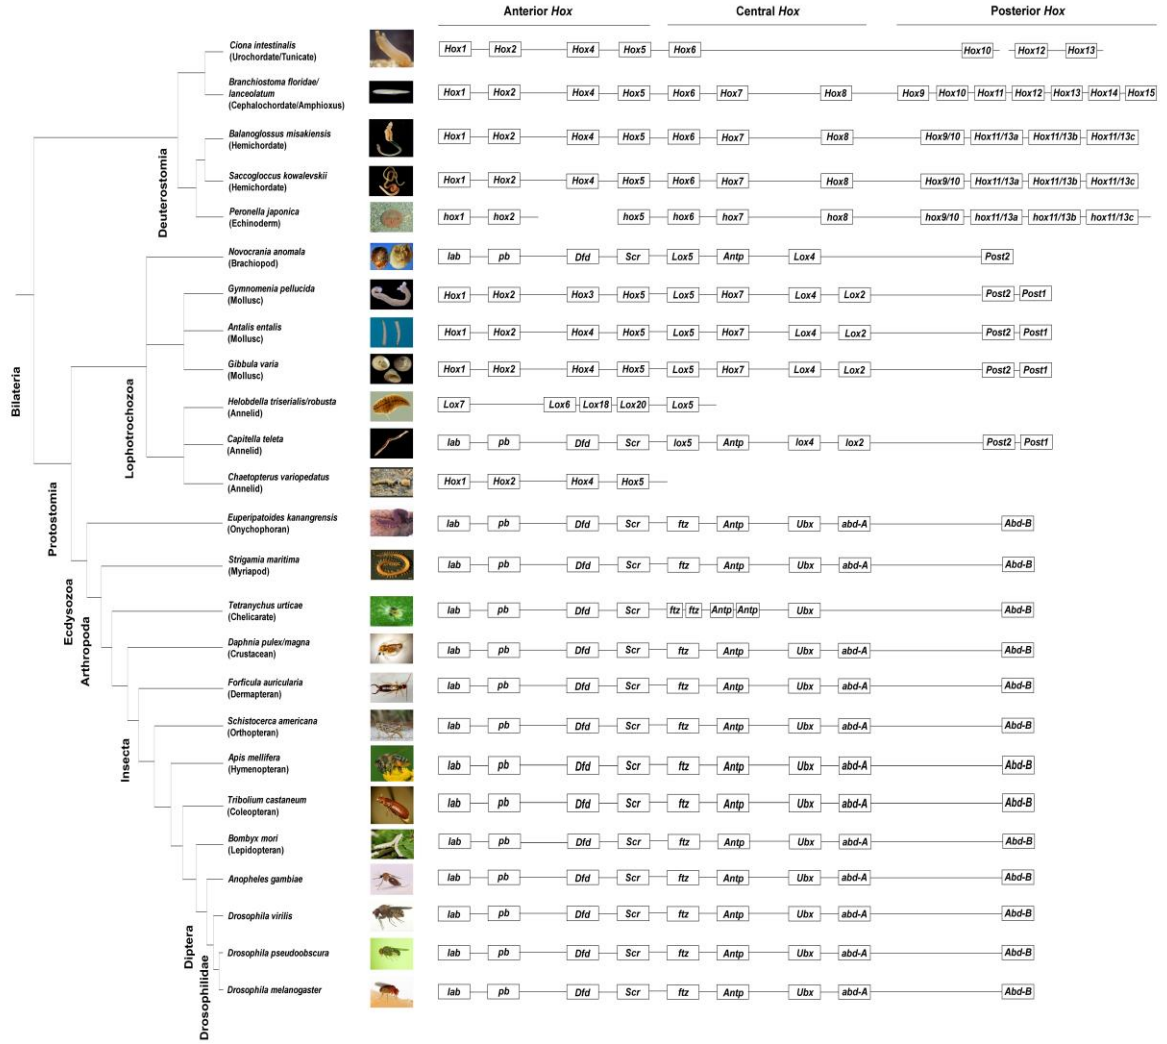 Anterior Hox Central Hox Posterior Hox
Ciona intestinalis
(Urochordate/Tunicate)
Hox1 Hox2 Hox4 Hox5 Hox6 Hox10 Hox12 Hox13
Branchiostoma floridae/
lanceolatum
(Cephalochordate/Amphioxus)
Hox1 Hox2 Hox4 Hox5 Hox6 Hox7 Hox8 Hox9 Hox10 Hox11 Hox12 Hox13 Hox14 Hox15
Balanoglossus misakiensis
(Hemichordate)
Hox1 Hox2 Hox4 Hox5 Hox6 Hox7 Hox8 Hox9/10 Hox11/13a Hox11/13b Hox11/13c
Saccogloccus kowalevskii
(Hemichordate)
Hox1 Hox2 Hox4 Hox5 Hox6 Hox7 Hox8 Hox9/10 Hox11/13a Hox11/13b Hox11/13c
Peronella japonica
(Echinoderm)
hox1 hox2 hox5 hox6 hox7 hox8 hox9/10 hox11/13a hox11/13b hox11/13c
Novocrania anomala
(Brachiopod)
lab pb Dfd Scr Lox5 Antp Lox4 Post2
Gymnomenia pellucida
(Mollusc)
Hox1 Hox2 Hox3 Hox5 Lox5 Hox7 Lox4 Lox2 Post2 Post1
Antalis entalis
(Mollusc)
Hox1 Hox2 Hox4 Hox5 Lox5 Hox7 Lox4 Lox2 Post2 Post1
Gibbula varia
(Mollusc)
Hox1 Hox2 Hox4 Hox5 Lox5 Hox7 Lox4 Lox2 Post2 Post1
Helobdella triserialis/robusta
(Annelid)
Lox7 Lox6 Lox18 Lox20 Lox5
Capitella teleta
(Annelid)
lab pb Dfd Scr lox5 Antp lox4 lox2 Post2 Post1
Chaetopterus variopedatus
(Annelid)
Hox1 Hox2 Hox4 Hox5
Euperipatoides kanangrensis
(Onychophoran)
lab pb Dfd Scr ftz Antp Ubx abd-A Abd-B
Strigamia maritima
(Myriapod)
lab pb Dfd Scr ftz Antp Ubx abd-A Abd-B
Tetranychus urticae
(Chelicarate)
lab pb Dfd Scr ftz ftz Antp Antp Ubx Abd-B
Daphnia pulex/magna
(Crustacean)
lab pb Dfd Scr ftz Antp Ubx abd-A Abd-B
Forficula auricularia
(Dermapteran)
lab pb Dfd Scr ftz Antp Ubx abd-A Abd-B
Schistocerca americana
(Orthopteran)
lab pb Dfd Scr ftz Antp Ubx abd-A Abd-B
Apis mellifera
(Hymenopteran)
lab pb Dfd Scr ftz Antp Ubx abd-A Abd-B
Tribolium castaneum
(Coleopteran)
lab pb Dfd Scr ftz Antp Ubx abd-A Abd-B
Bombyx mori
(Lepidopteran)
lab pb Dfd Scr ftz Antp Ubx abd-A Abd-B
Anopheles gambiae
lab pb Dfd Scr ftz Antp Ubx abd-A Abd-B
Drosophila virilis
lab pb Dfd Scr ftz Antp Ubx abd-A Abd-B
Drosophila pseudoobscura
lab pb Dfd Scr ftz Antp Ubx abd-A Abd-B
Drosophila melanogaster
lab pb Dfd Scr ftz Antp Ubx abd-A Abd-B
Bilateria
Deuterostomia
Protostomia
Lophotrochozoa
Ecdysozoa
Arthropoda
Insecta
Diptera
Drosophilidae